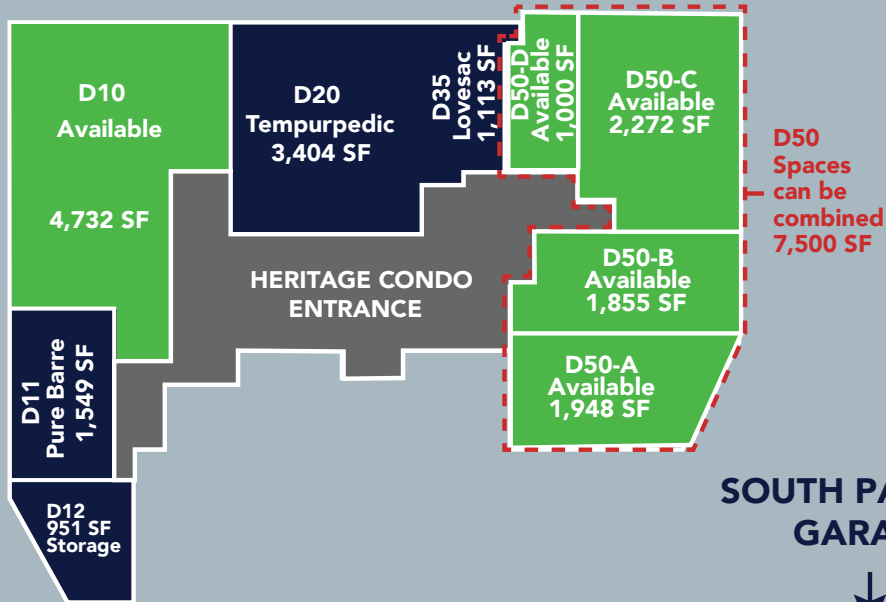 D10
Available
4,732 SF
D20
Tempurpedic
3,404 SF
D35
Lovesac
1,113 SF
D50-D
Available
1,000 SF
D50-C
Available
2,272 SF
D50
Spaces
can be
combined
7,500 SF
HERITAGE CONDO
ENTRANCE
D50-B
Available
1,855 SF
D50-A
Available
1,948 SF
D11
Pure Barre
1,549 SF
D12
951 SF
Storage
SOUTH PA
GARA